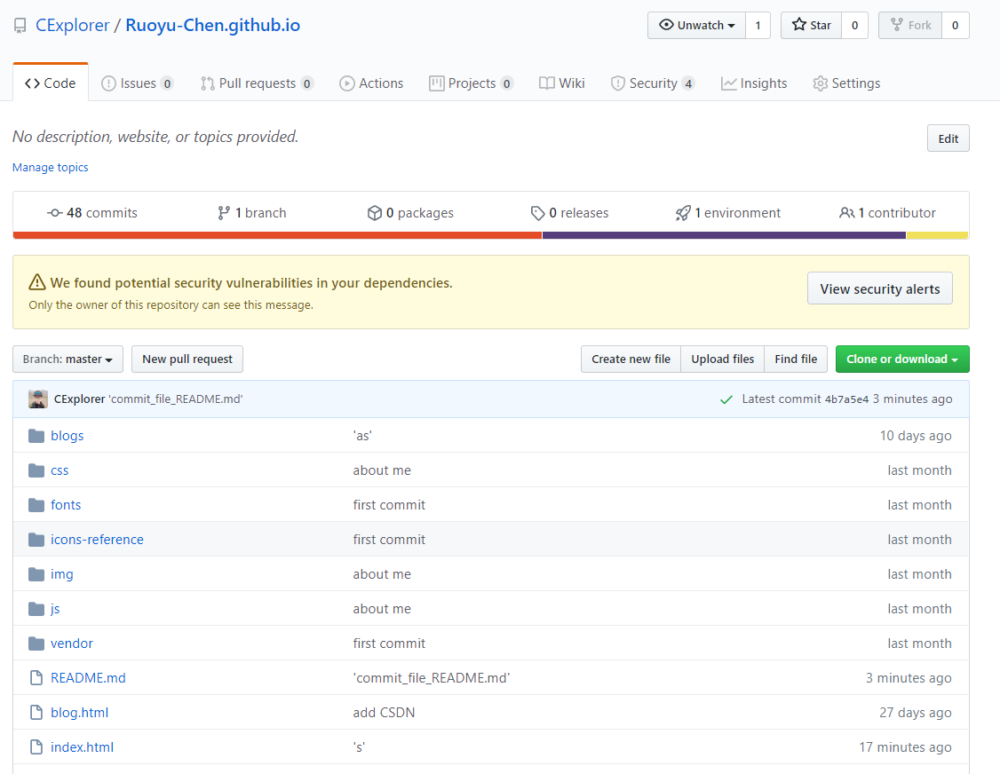 CExplorer / Ruoyu-Chen.github.io Unwatch 1 Star 0 Fork 0
Code Issues 0 Pull requests 0 Actions Projects 0 Wiki Security 4 Insights Settings
No description, website, or topics provided. Edit
Manage topics
48 commits 1 branch 0 packages 0 releases 1 environment 1 contributor
We found potential security vulnerabilities in your dependencies.
Only the owner of this repository can see this message.
View security alerts
Branch: master New pull request Create new file Upload files Find file Clone or download
CExplorer 'commit_file_README.md' Latest commit 4b7a5e4 3 minutes ago
blogs 'as' 10 days ago
css about me last month
fonts first commit last month
icons-reference first commit last month
img about me last month
js about me last month
vendor first commit last month
README.md 'commit_file_README.md' 3 minutes ago
blog.html add CSDN 27 days ago
index.html 's' 17 minutes ago